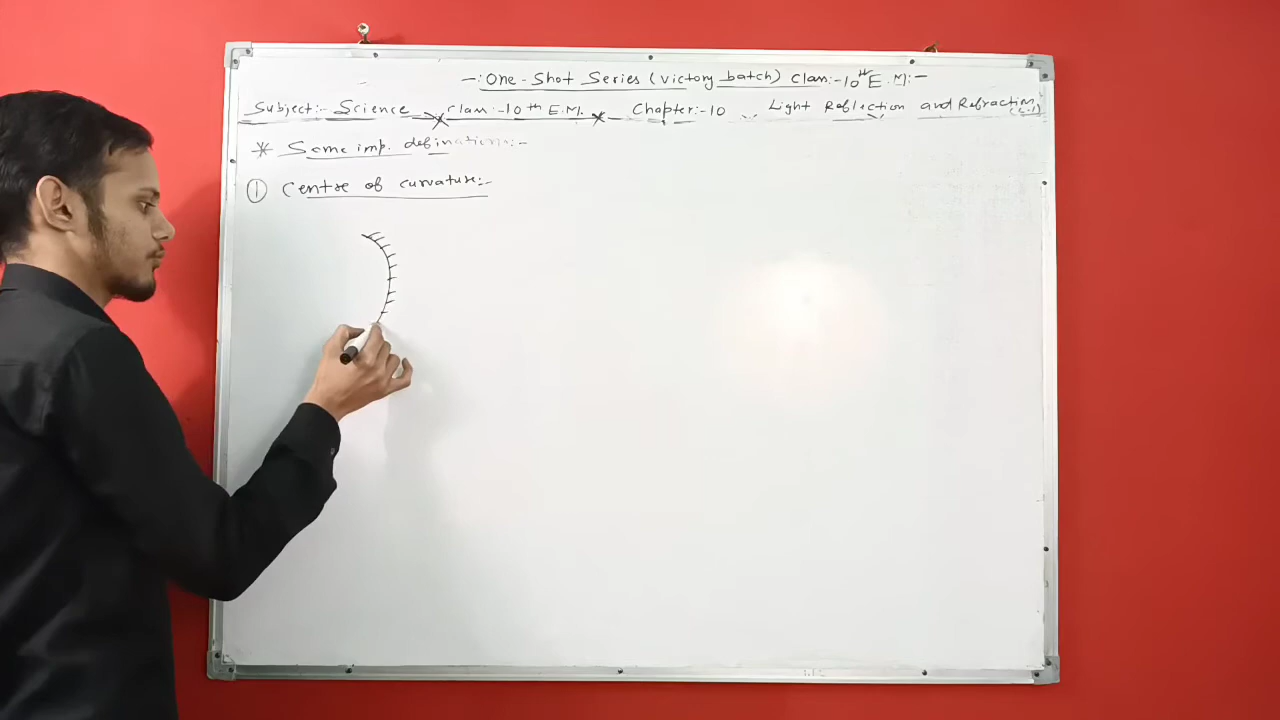 -: One-Shot Series (Victory batch) Class:-10th E.M:-
Subject:- Science Class:-10th E.M. Chapter:-10 Light Reflection and Refraction (L-1)
* Some imp. definations:-
① Centre of curvature:-